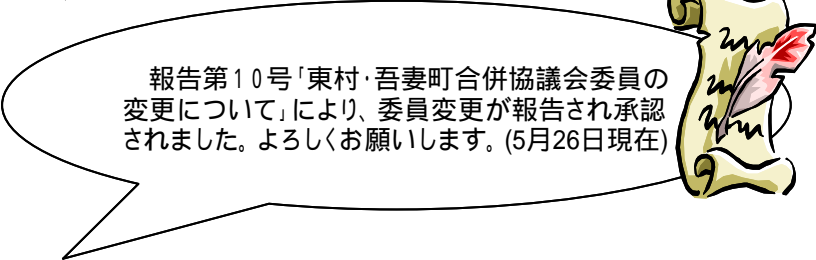 報告第10号「東村・吾妻町合併協議会委員の
変更について」により、委員変更が報告され承認
されました。よろしくお願いします。(5月26日現在)